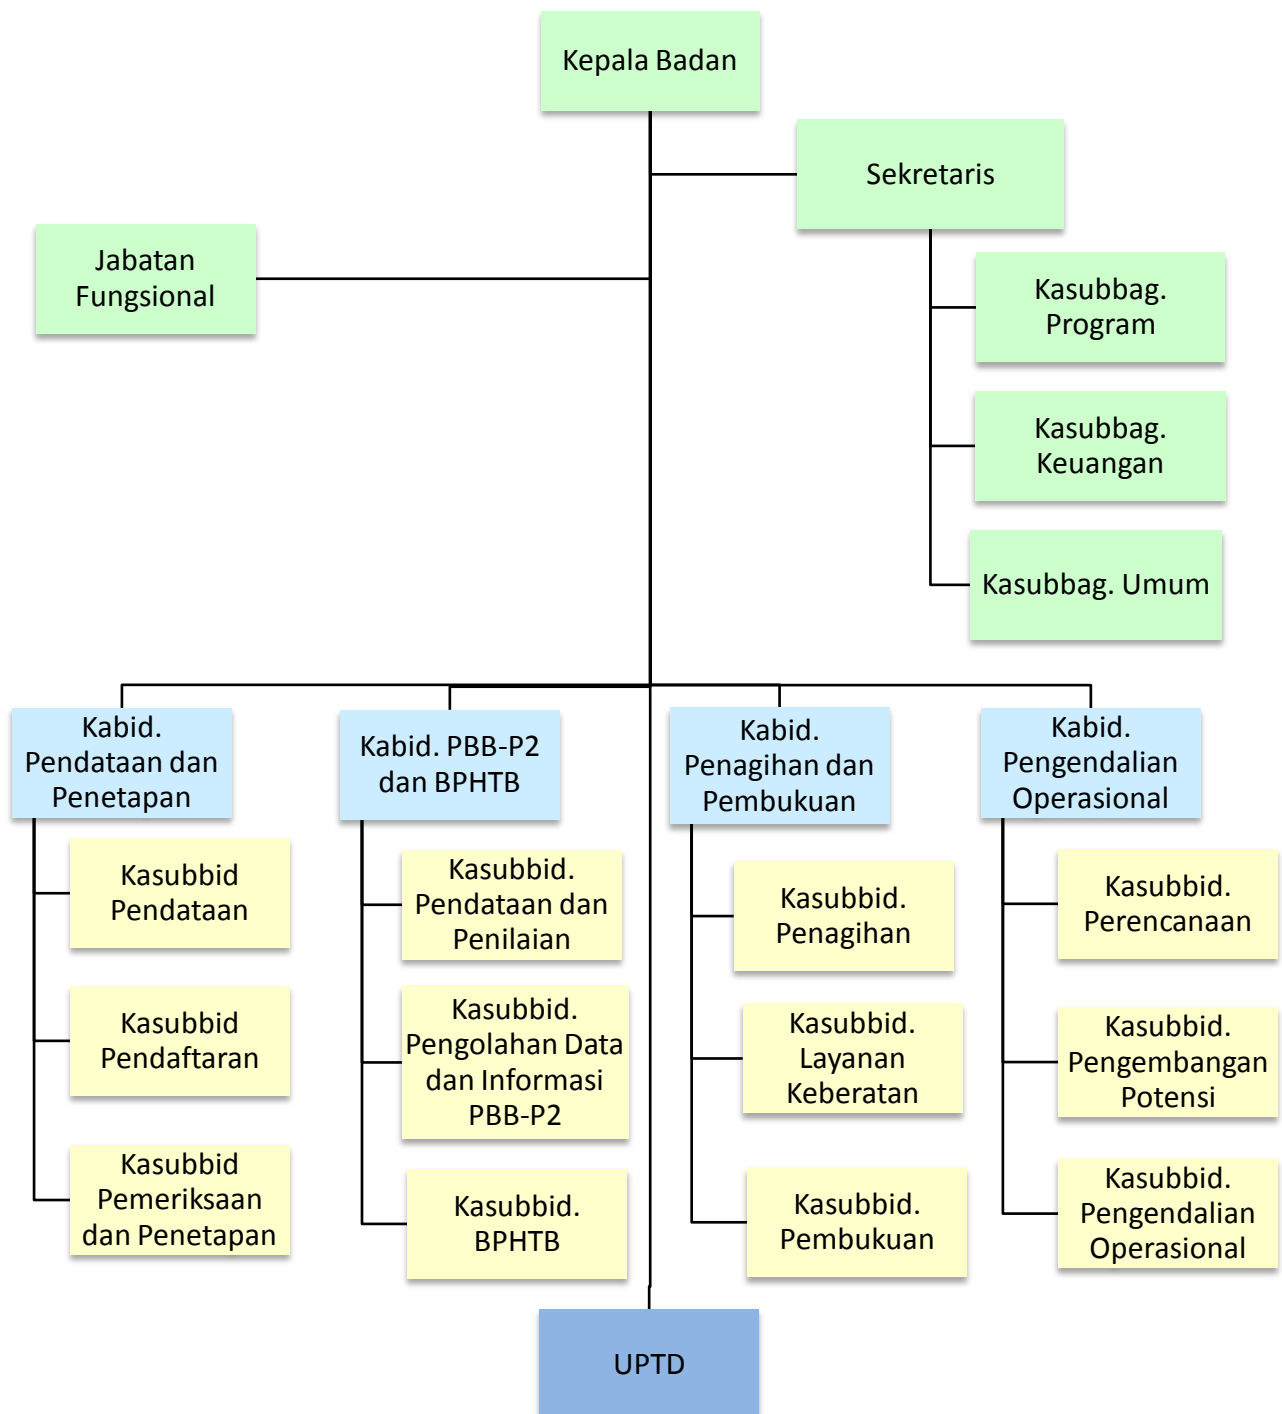 Kepala Badan
Sekretaris
Jabatan
Fungsional
Kasubbag.
Program
Kasubbag.
Keuangan
Kasubbag. Umum
Kabid.
Pendataan dan
Penetapan
Kasubbid
Pendataan
Kasubbid
Pendaftaran
Kasubbid
Pemeriksaan
dan Penetapan
Kabid. PBB-P2
dan BPHTB
Kasubbid.
Pendataan dan
Penilaian
Kasubbid.
Pengolahan Data
dan Informasi
PBB-P2
Kasubbid.
BPHTB
Kabid.
Penagihan dan
Pembukuan
Kasubbid.
Penagihan
Kasubbid.
Layanan
Keberatan
Kasubbid.
Pembukuan
Kabid.
Pengendalian
Operasional
Kasubbid.
Perencanaan
Kasubbid.
Pengembangan
Potensi
Kasubbid.
Pengendalian
Operasional
UPTD